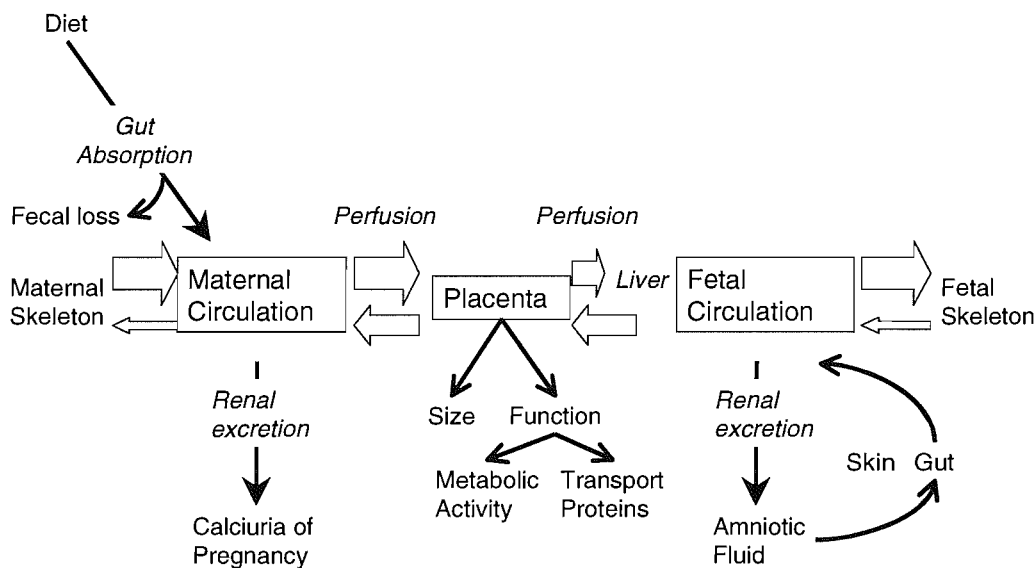 Diet
Gut
Absorption
Fecal loss
Perfusion
Perfusion
Maternal
Skeleton
Maternal
Circulation
Placenta
Liver
Fetal
Circulation
Fetal
Skeleton
Renal
excretion
Size
Function
Renal
excretion
Metabolic
Activity
Transport
Proteins
Skin
Gut
Calciuria of
Pregnancy
Amniotic
Fluid